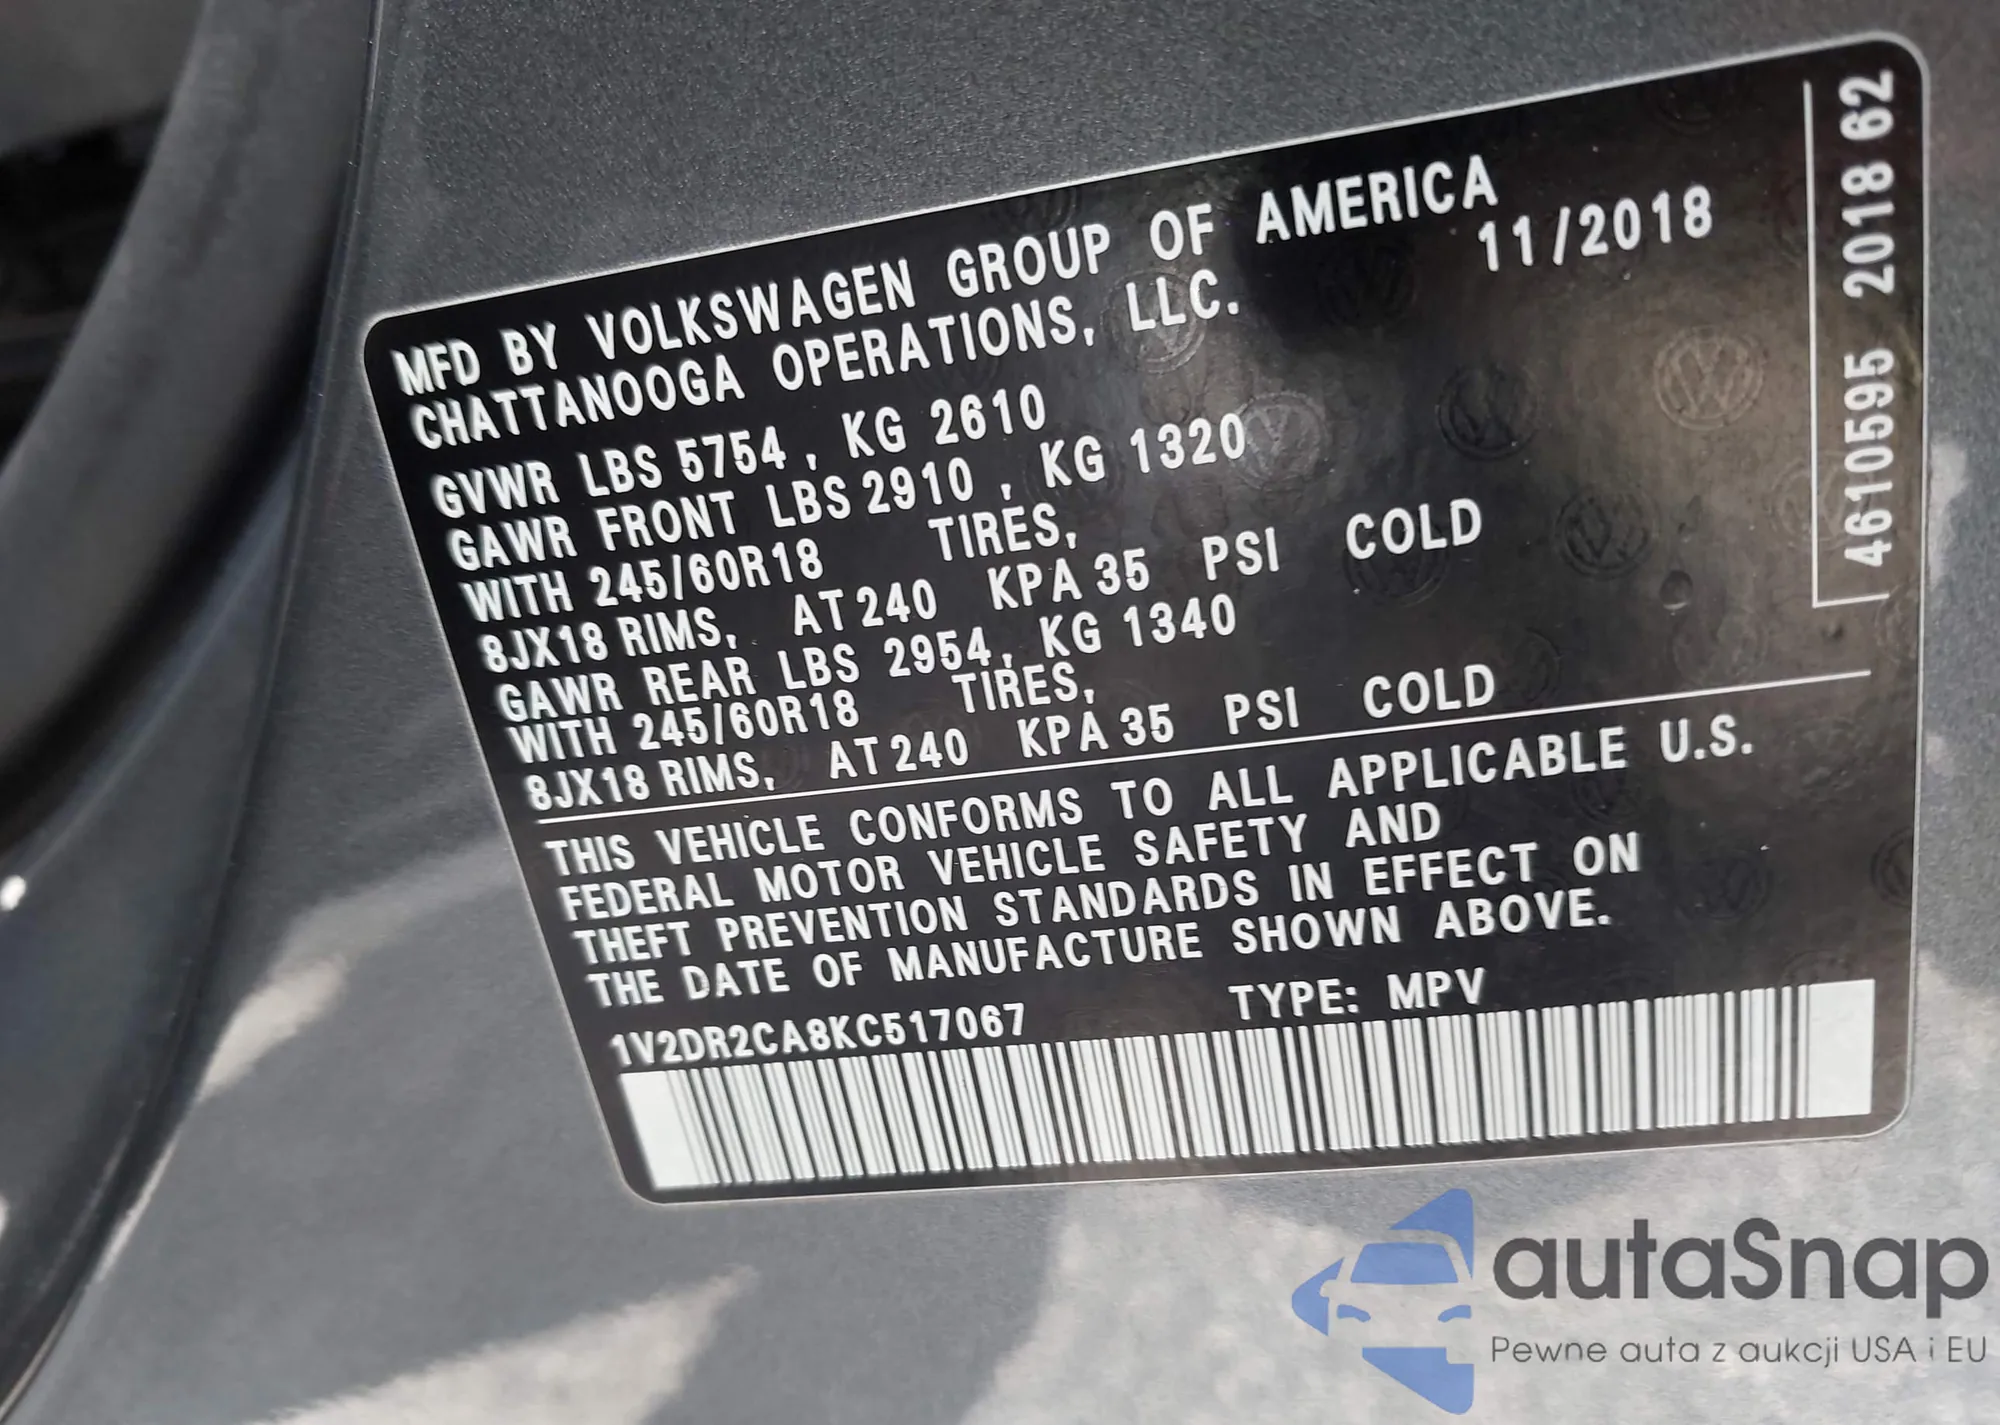 MFD BY VOLKSWAGEN GROUP OF AMERICA
CHATTANOOGA OPERATIONS, LLC. 11/2018
GVWR LBS 5754, KG 2610
GAWR FRONT LBS 2910, KG 1320
WITH 245/60R18 TIRES,
8JX18 RIMS, AT 240 KPA 35 PSI COLD
GAWR REAR LBS 2954, KG 1340
WITH 245/60R18 TIRES,
8JX18 RIMS, AT 240 KPA 35 PSI COLD
THIS VEHICLE CONFORMS TO ALL APPLICABLE U.S.
FEDERAL MOTOR VEHICLE SAFETY AND
THEFT PREVENTION STANDARDS IN EFFECT ON
THE DATE OF MANUFACTURE SHOWN ABOVE.
1V2DR2CA8KC517067 TYPE: MPV
4610595 2018 62
autaSnap
Pewne auta z aukcji USA i EU